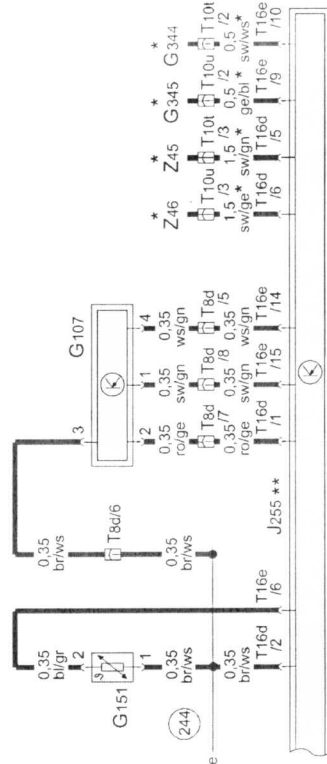 *
G344
T10t
/2
0,5
sw/ws*
T16e
/10
*
G345
T10u
/2
0,5
ge/bl*
T16e
/9
*
Z45
T10t
/3
1,5
sw/gn*
T16d
/5
*
Z46
T10u
/3
1,5
sw/ge*
T16d
/6
G107
4
0,35
ws/gn
T8d
/5
0,35
ws/gn
T16e
/14
1
0,35
sw/gn
T8d
/8
0,35
sw/gn
T16e
/15
3
2
0,35
ro/ge
T8d
/7
0,35
ro/ge
T16d
/1
J255 **
0,35
br/ws
T8d/6
0,35
br/ws
T16e
/6
0,35
bl/gr
2
G151
1
0,35
br/ws
0,35
br/ws
T16d
/2
244
e